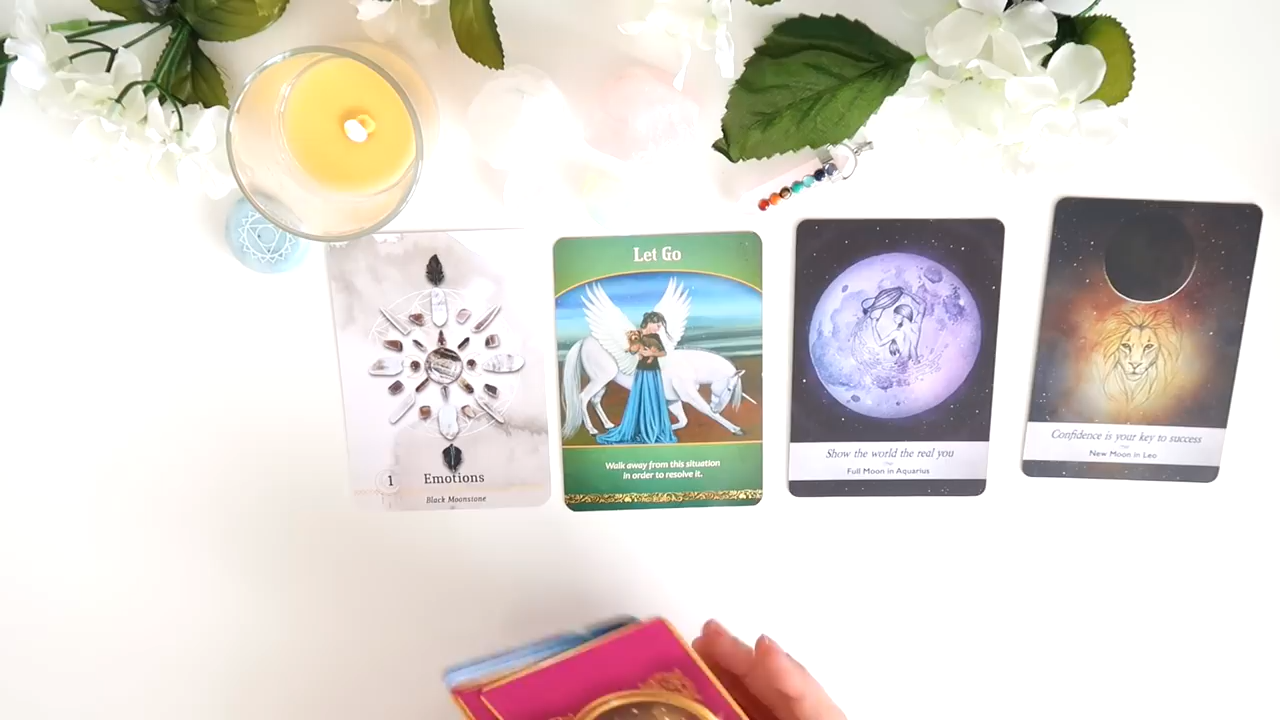 1
Emotions
Black Moonstone
Let Go
Walk away from this situation
in order to resolve it.
Show the world the real you
Full Moon in Aquarius
Confidence is your key to success
New Moon in Leo